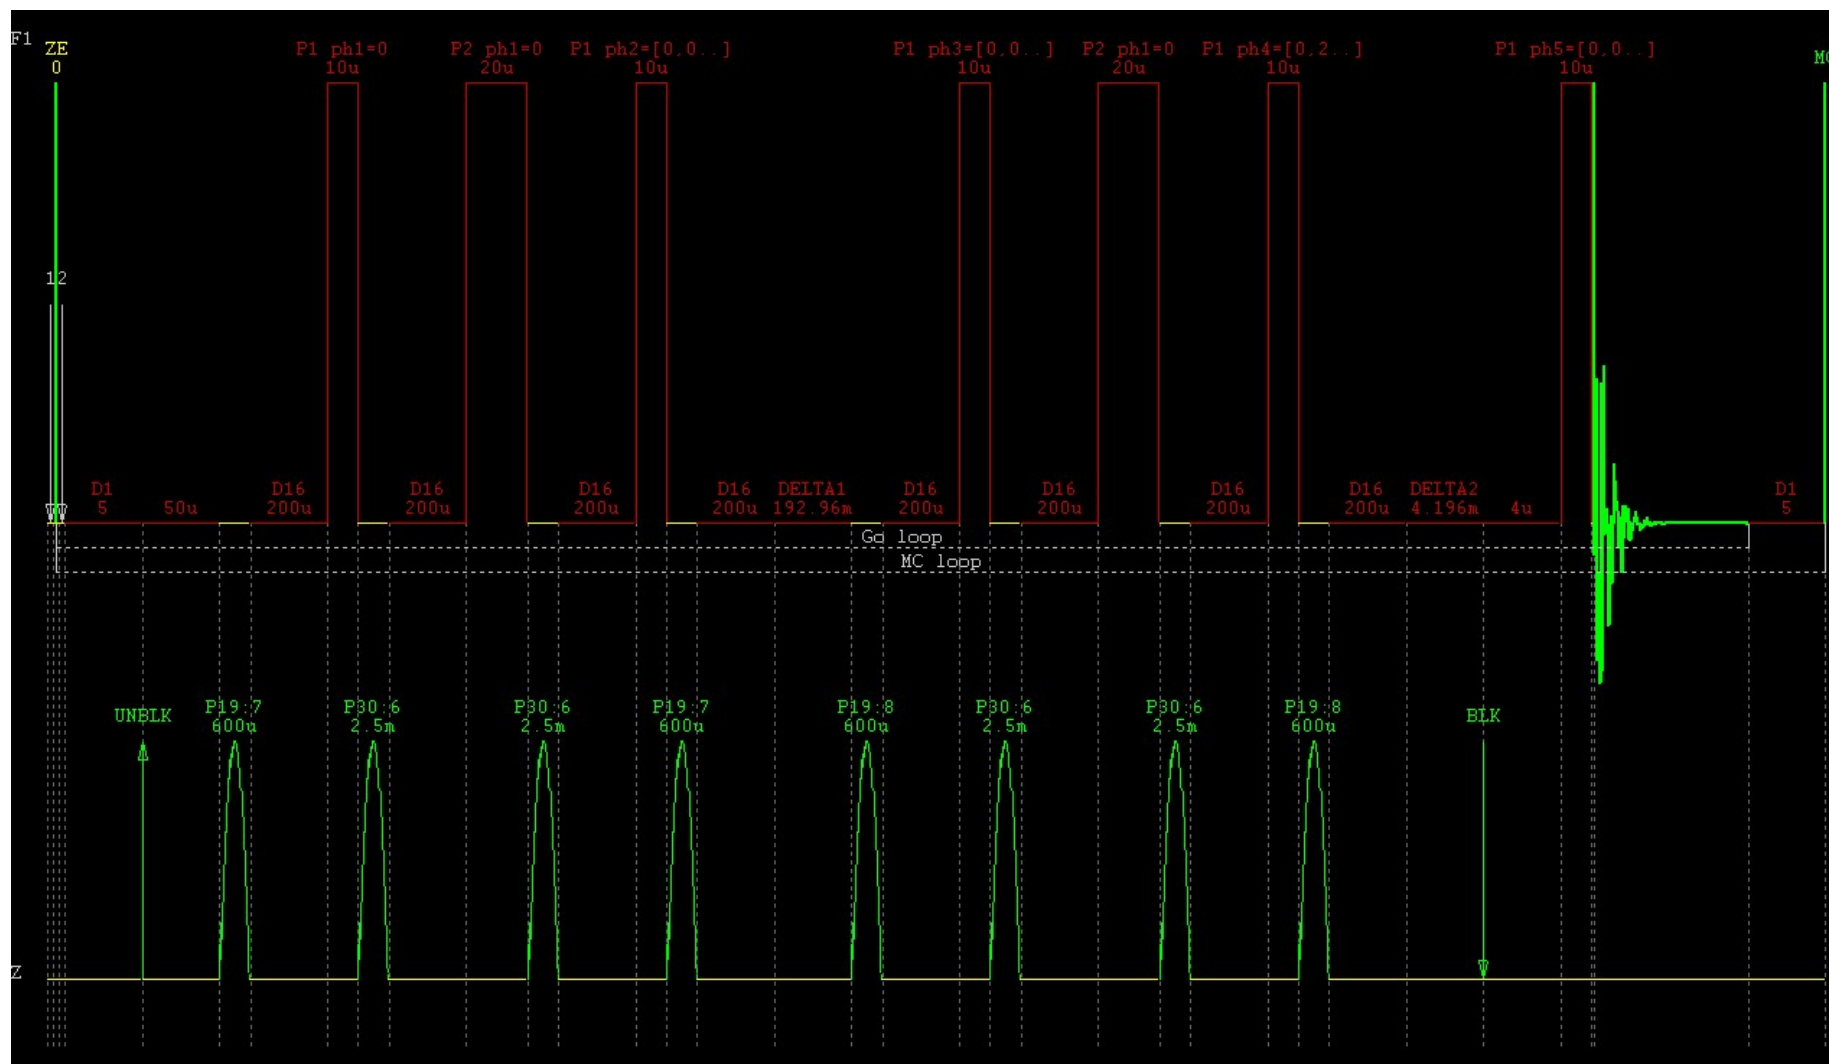 F1
ZE
0
P1 ph1=0
10u
P2 ph1=0
20u
P1 ph2=[0,0..]
10u
P1 ph3=[0,0..]
10u
P2 ph1=0
20u
P1 ph4=[0,2..]
10u
P1 ph5=[0,0..]
10u
MC
12
D1
5
50u
D16
200u
D16
200u
D16
200u
D16
200u
DELTA1
192.96m
D16
200u
D16
200u
D16
200u
D16
200u
DELTA2
4.196m
4u
D1
5
Go loop
MC loop
UNBLK
P19:7
600u
P30:6
2.5m
P30:6
2.5m
P19:7
600u
P19:8
600u
P30:6
2.5m
P30:6
2.5m
P19:8
600u
BLK
Z